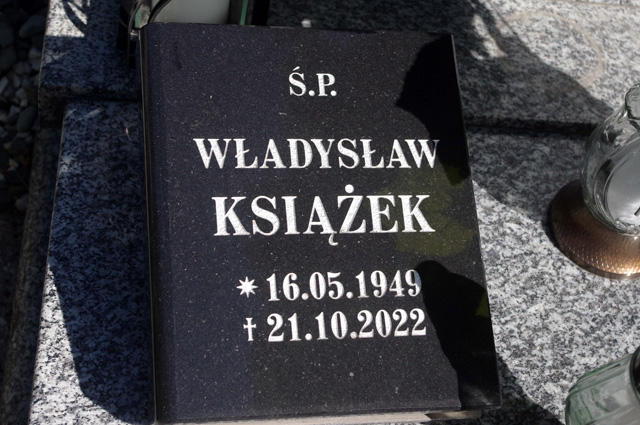 Ś.P.
WŁADYSŁAW
KSIĄŻEK
✷ 16.05.1949
† 21.10.2022